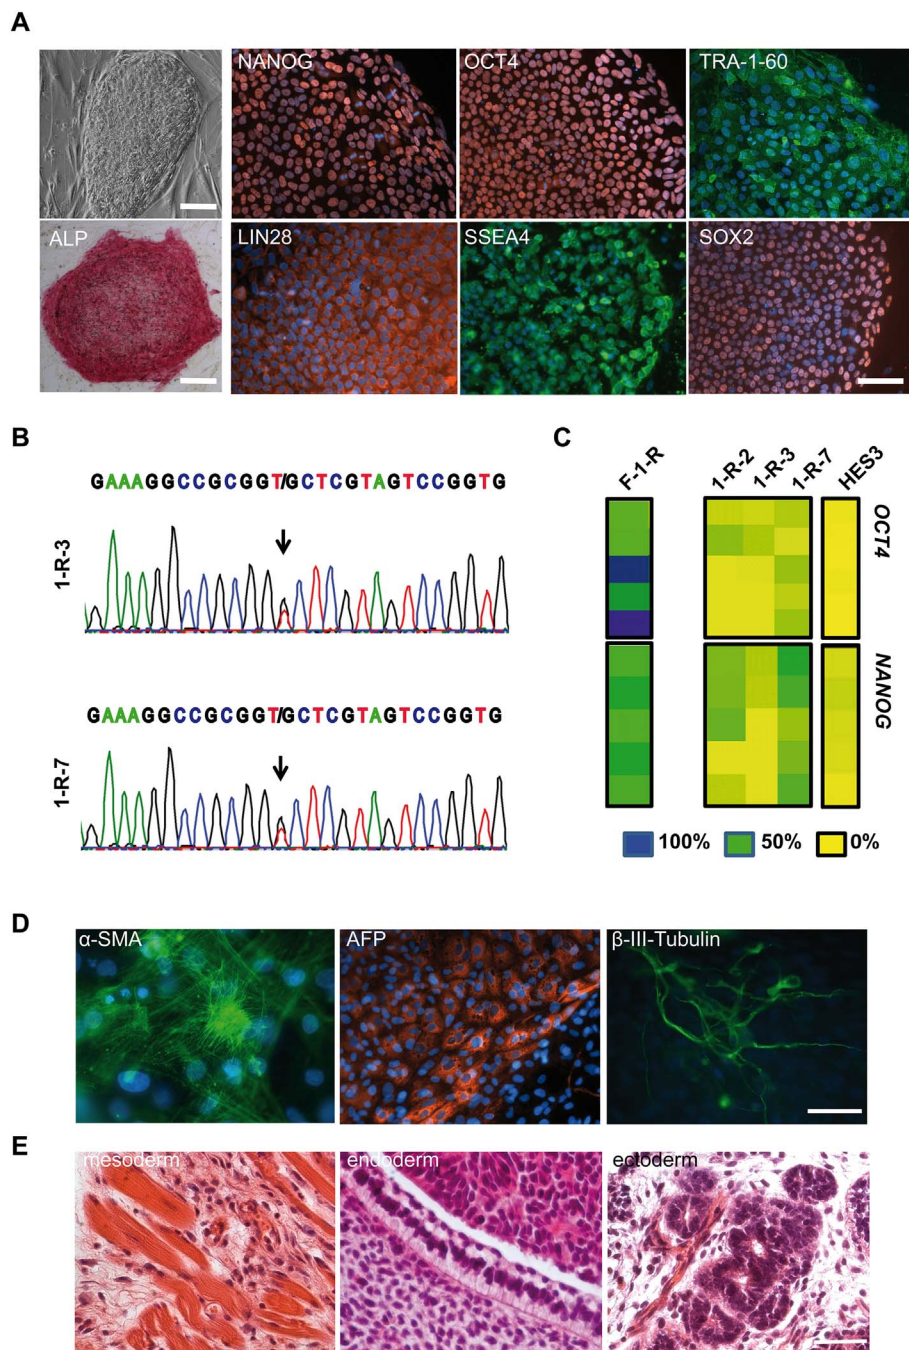 A
NANOG
OCT4
TRA-1-60
ALP
LIN28
SSEA4
SOX2
B
GAAAGGCCGCGGT/GCTCGTAGTCCGGTG
1-R-3
GAAAGGCCGCGGT/GCTCGTAGTCCGGTG
1-R-7
C
F-1-R
1-R-2
1-R-3
1-R-7
HES3
OCT4
NANOG
100%
50%
0%
D
α-SMA
AFP
β-III-Tubulin
E
mesoderm
endoderm
ectoderm